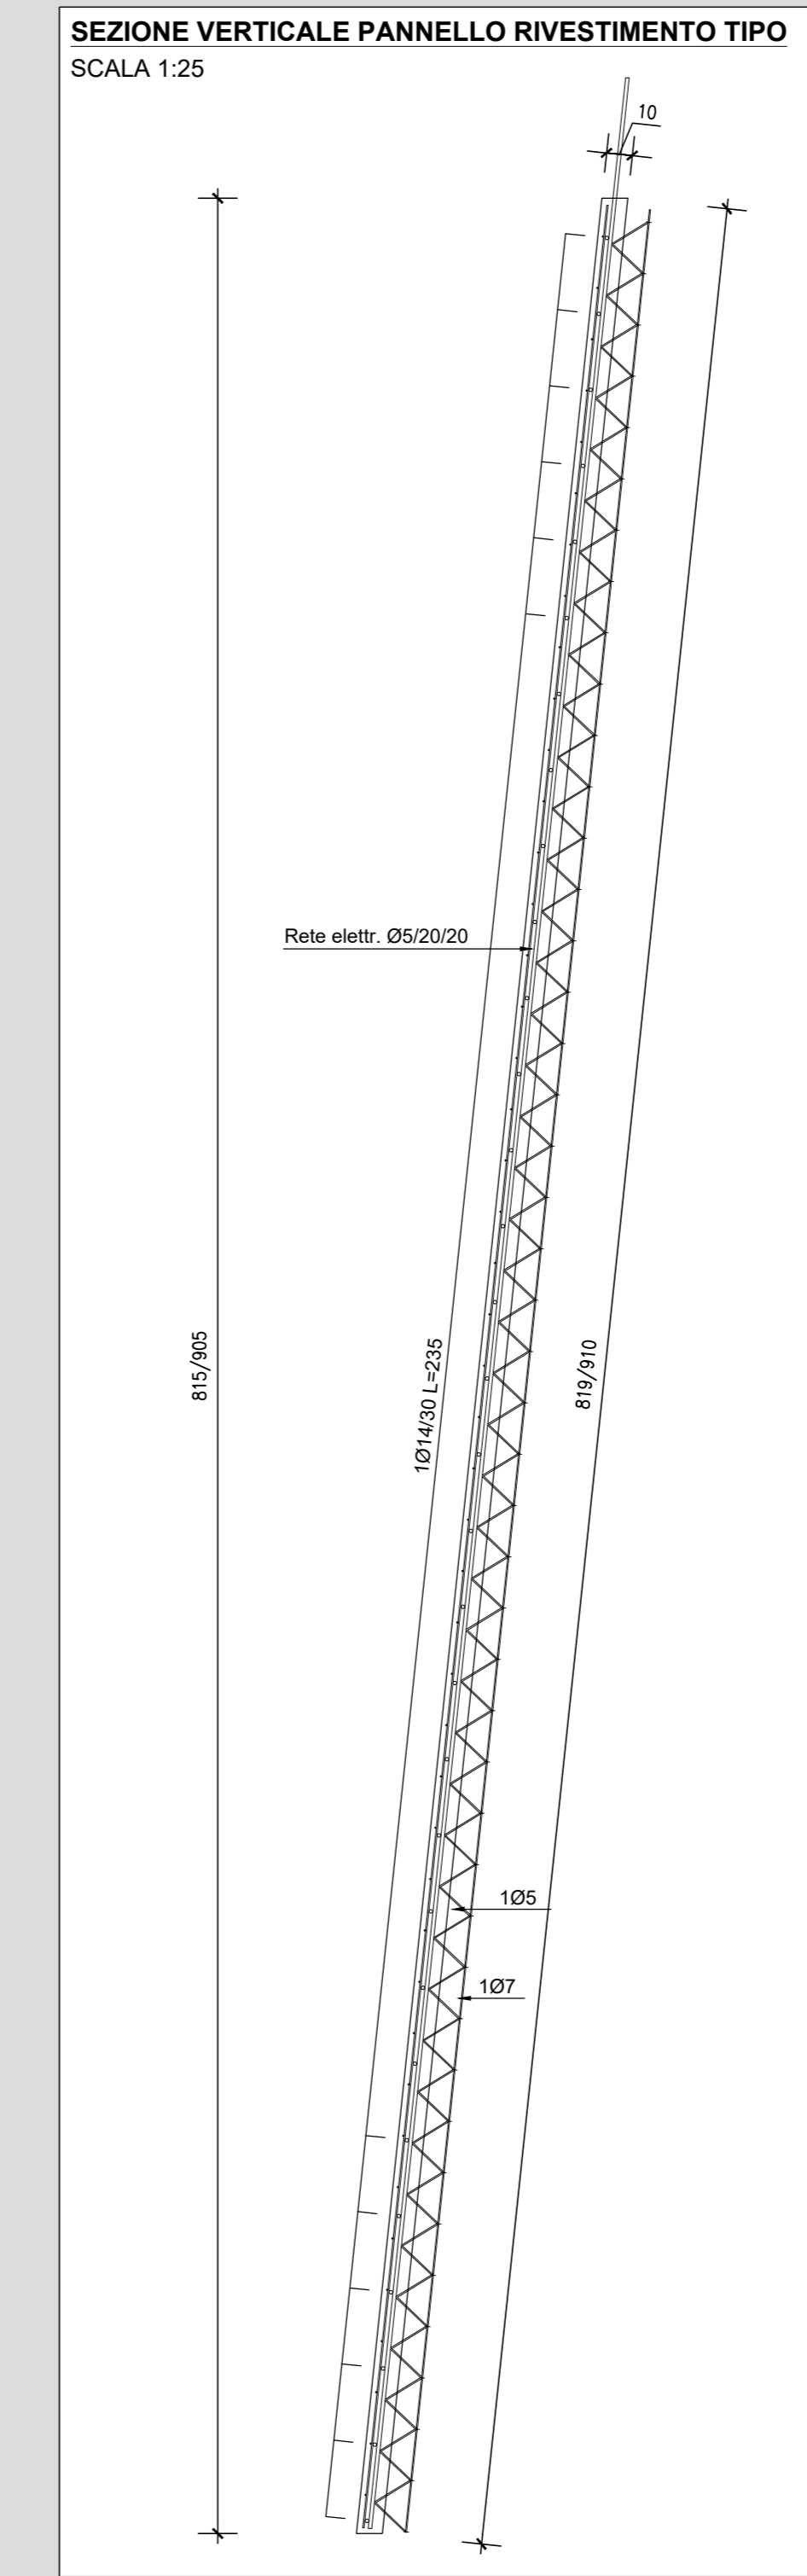 SEZIONE VERTICALE PANNELLO RIVESTIMENTO TIPO
SCALA 1:25
10
Rete elettr. Ø5/20/20
815/905
1Ø14/30 L=235
819/910
1Ø5
1Ø7